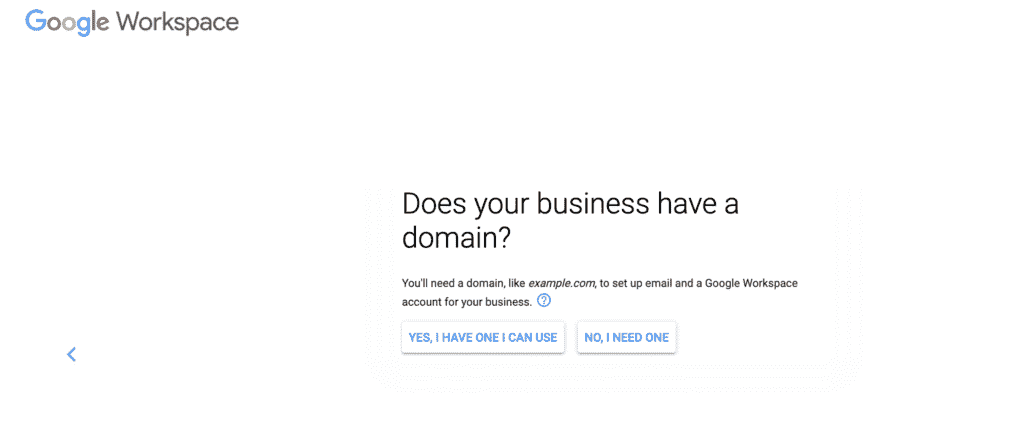 Google Workspace
Does your business have a
domain?
You'll need a domain, like example.com, to set up email and a Google Workspace
account for your business. ?
YES, I HAVE ONE I CAN USE
NO, I NEED ONE